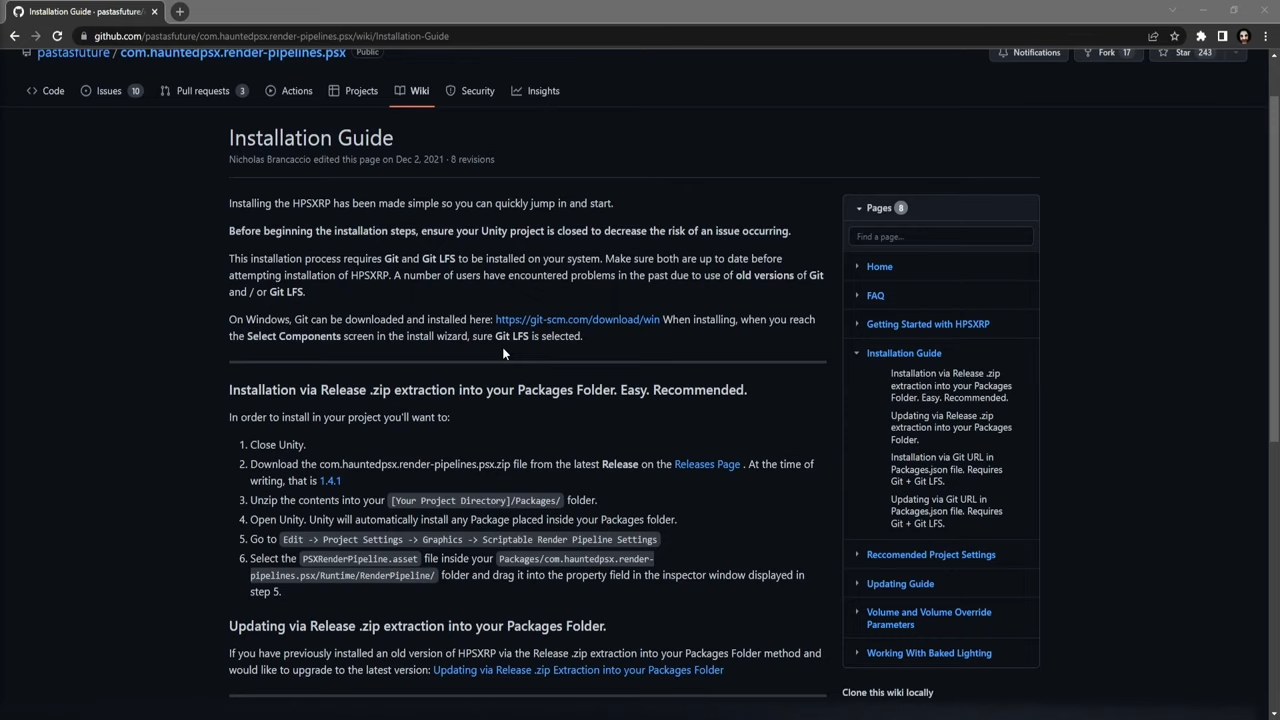 Installation Guide · pastasfuture/
github.com/pastasfuture/com.hauntedpsx.render-pipelines.psx/wiki/Installation-Guide
pastasfuture / com.hauntedpsx.render-pipelines.psx Public
Notifications Fork 17 Star 243
Code Issues 10 Pull requests 3 Actions Projects Wiki Security Insights
Installation Guide
Nicholas Brancaccio edited this page on Dec 2, 2021 · 8 revisions
Installing the HPSXRP has been made simple so you can quickly jump in and start.
Before beginning the installation steps, ensure your Unity project is closed to decrease the risk of an issue occurring.
This installation process requires Git and Git LFS to be installed on your system. Make sure both are up to date before
attempting installation of HPSXRP. A number of users have encountered problems in the past due to use of old versions of Git
and / or Git LFS.
On Windows, Git can be downloaded and installed here: https://git-scm.com/download/win When installing, when you reach
the Select Components screen in the install wizard, sure Git LFS is selected.
Installation via Release .zip extraction into your Packages Folder. Easy. Recommended.
In order to install in your project you'll want to:
1. Close Unity.
2. Download the com.hauntedpsx.render-pipelines.psx.zip file from the latest Release on the Releases Page . At the time of
writing, that is 1.4.1
3. Unzip the contents into your [Your Project Directory]/Packages/ folder.
4. Open Unity. Unity will automatically install any Package placed inside your Packages folder.
5. Go to Edit -> Project Settings -> Graphics -> Scriptable Render Pipeline Settings
6. Select the PSXRenderPipeline.asset file inside your Packages/com.hauntedpsx.render-
pipelines.psx/Runtime/RenderPipeline/ folder and drag it into the property field in the inspector window displayed in
step 5.
Updating via Release .zip extraction into your Packages Folder.
If you have previously installed an old version of HPSXRP via the Release .zip extraction into your Packages Folder method and
would like to upgrade to the latest version: Updating via Release .zip Extraction into your Packages Folder
Pages 8
Find a page...
Home
FAQ
Getting Started with HPSXRP
Installation Guide
Installation via Release .zip
extraction into your Packages
Folder. Easy. Recommended.
Updating via Release .zip
extraction into your Packages
Folder.
Installation via Git URL in
Packages.json file. Requires
Git + Git LFS.
Updating via Git URL in
Packages.json file. Requires
Git + Git LFS.
Reccomended Project Settings
Updating Guide
Volume and Volume Override
Parameters
Working With Baked Lighting
Clone this wiki locally